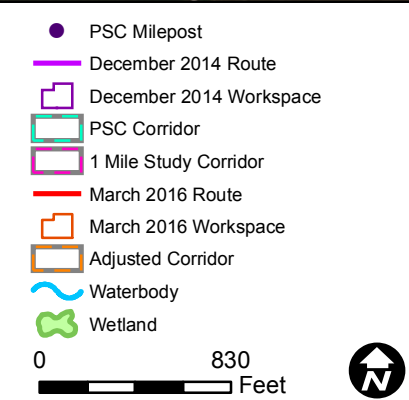 PSC Milepost
December 2014 Route
December 2014 Workspace
PSC Corridor
1 Mile Study Corridor
March 2016 Route
March 2016 Workspace
Adjusted Corridor
Waterbody
Wetland
0 830
Feet
N